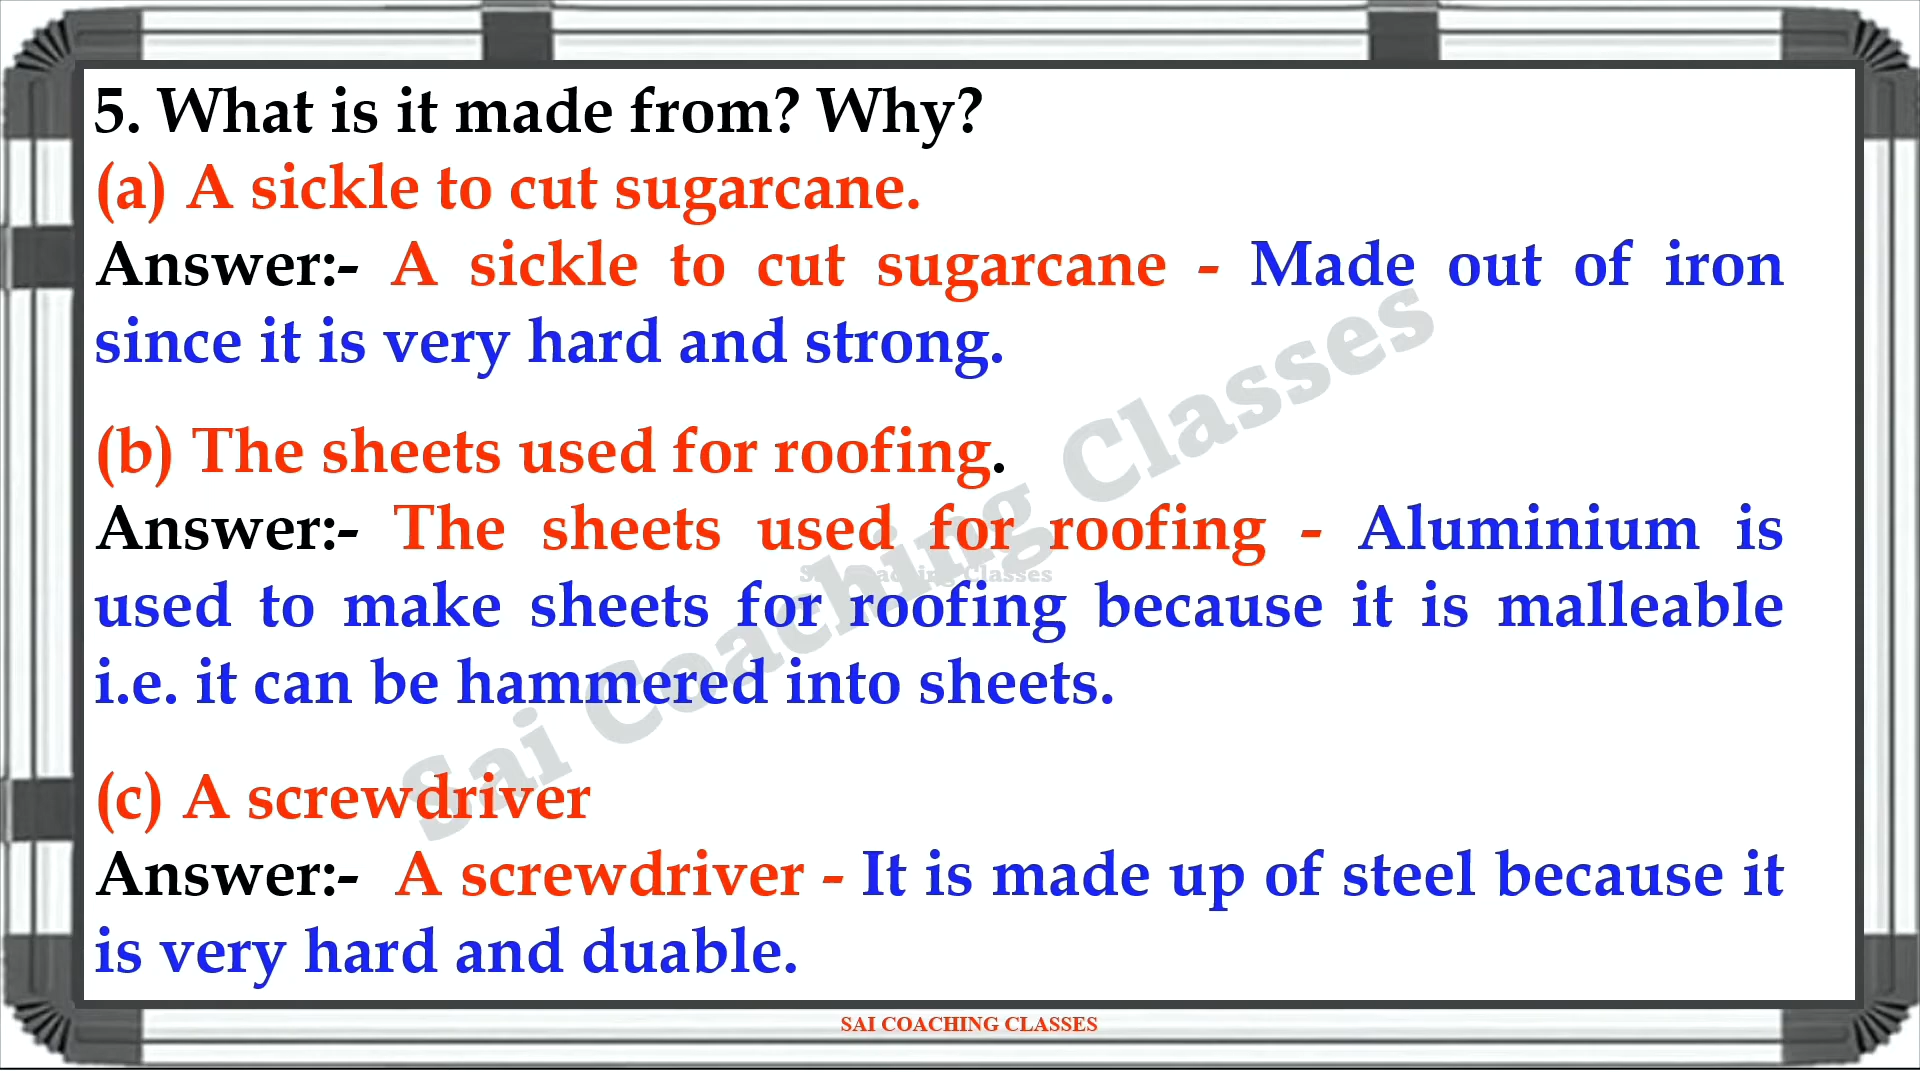 5. What is it made from? Why?
(a) A sickle to cut sugarcane.
Answer:- A sickle to cut sugarcane - Made out of iron
since it is very hard and strong.
(b) The sheets used for roofing.
Answer:- The sheets used for roofing - Aluminium is
used to make sheets for roofing because it is malleable
i.e. it can be hammered into sheets.
(c) A screwdriver
Answer:- A screwdriver - It is made up of steel because it
is very hard and duable.
Sai Coaching Classes
Sai Coaching Classes
SAI COACHING CLASSES